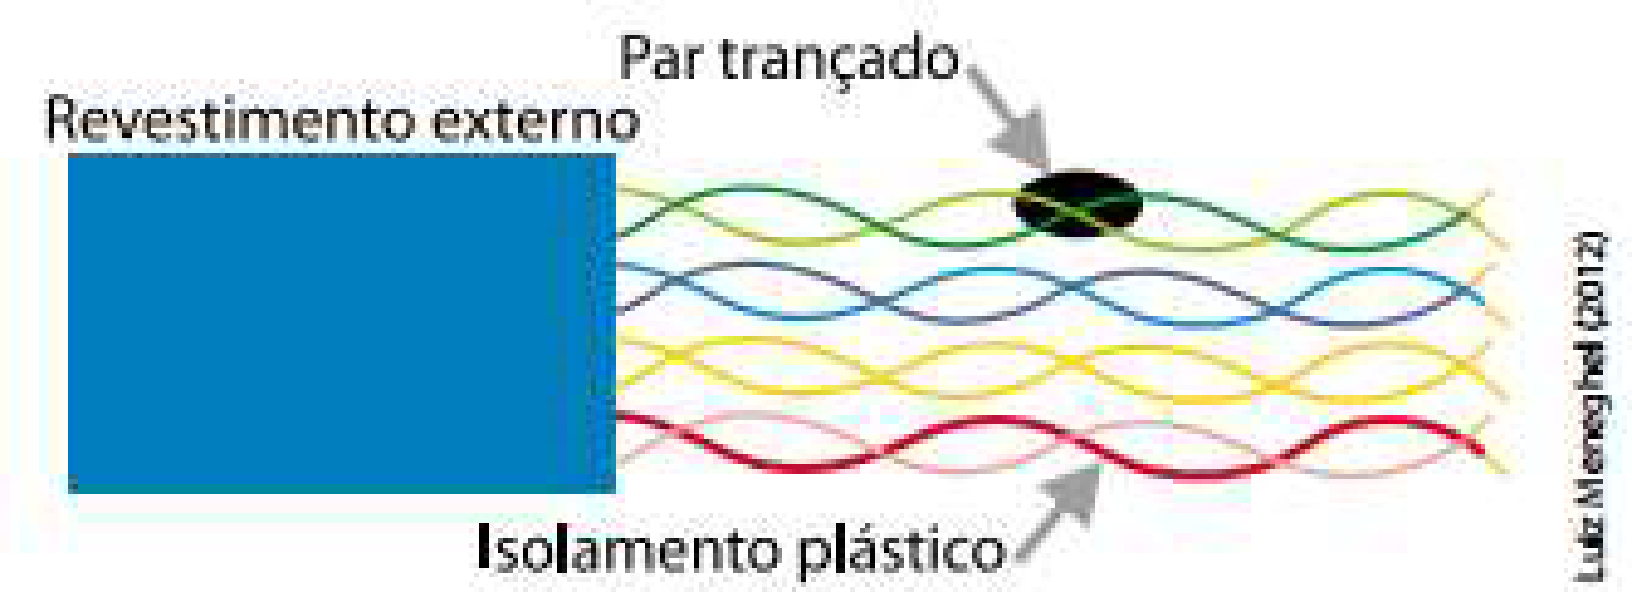 Par trançado
Revestimento externo
Isolamento plástico
Luiz Meneghel (2012)